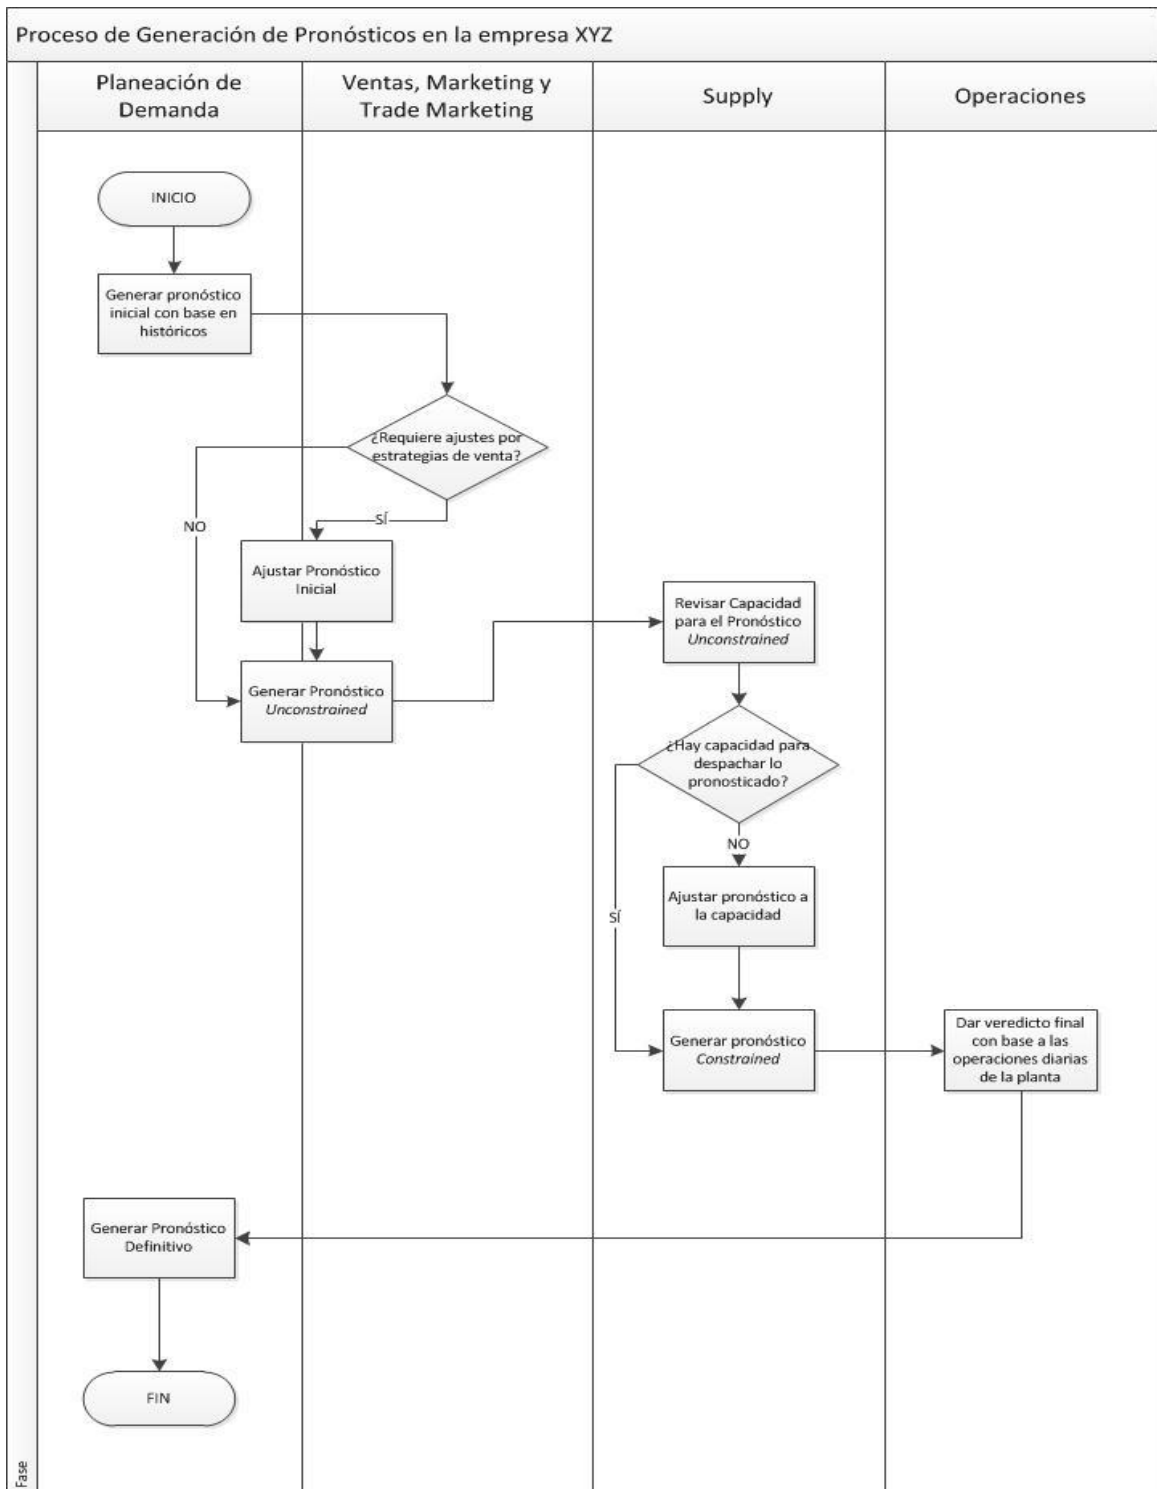 Proceso de Generación de Pronósticos en la empresa XYZ
Planeación de
Demanda
Ventas, Marketing y
Trade Marketing
Supply
Operaciones
INICIO
Generar pronóstico
inicial con base en
históricos
¿Requiere ajustes por
estrategias de venta?
NO
SÍ
Ajustar Pronóstico
Inicial
Generar Pronóstico
Unconstrained
Revisar Capacidad
para el Pronóstico
Unconstrained
¿Hay capacidad para
despachar lo
pronosticado?
NO
SÍ
Ajustar pronóstico a
la capacidad
Generar pronóstico
Constrained
Dar veredicto final
con base a las
operaciones diarias
de la planta
Generar Pronóstico
Definitivo
FIN
Fase